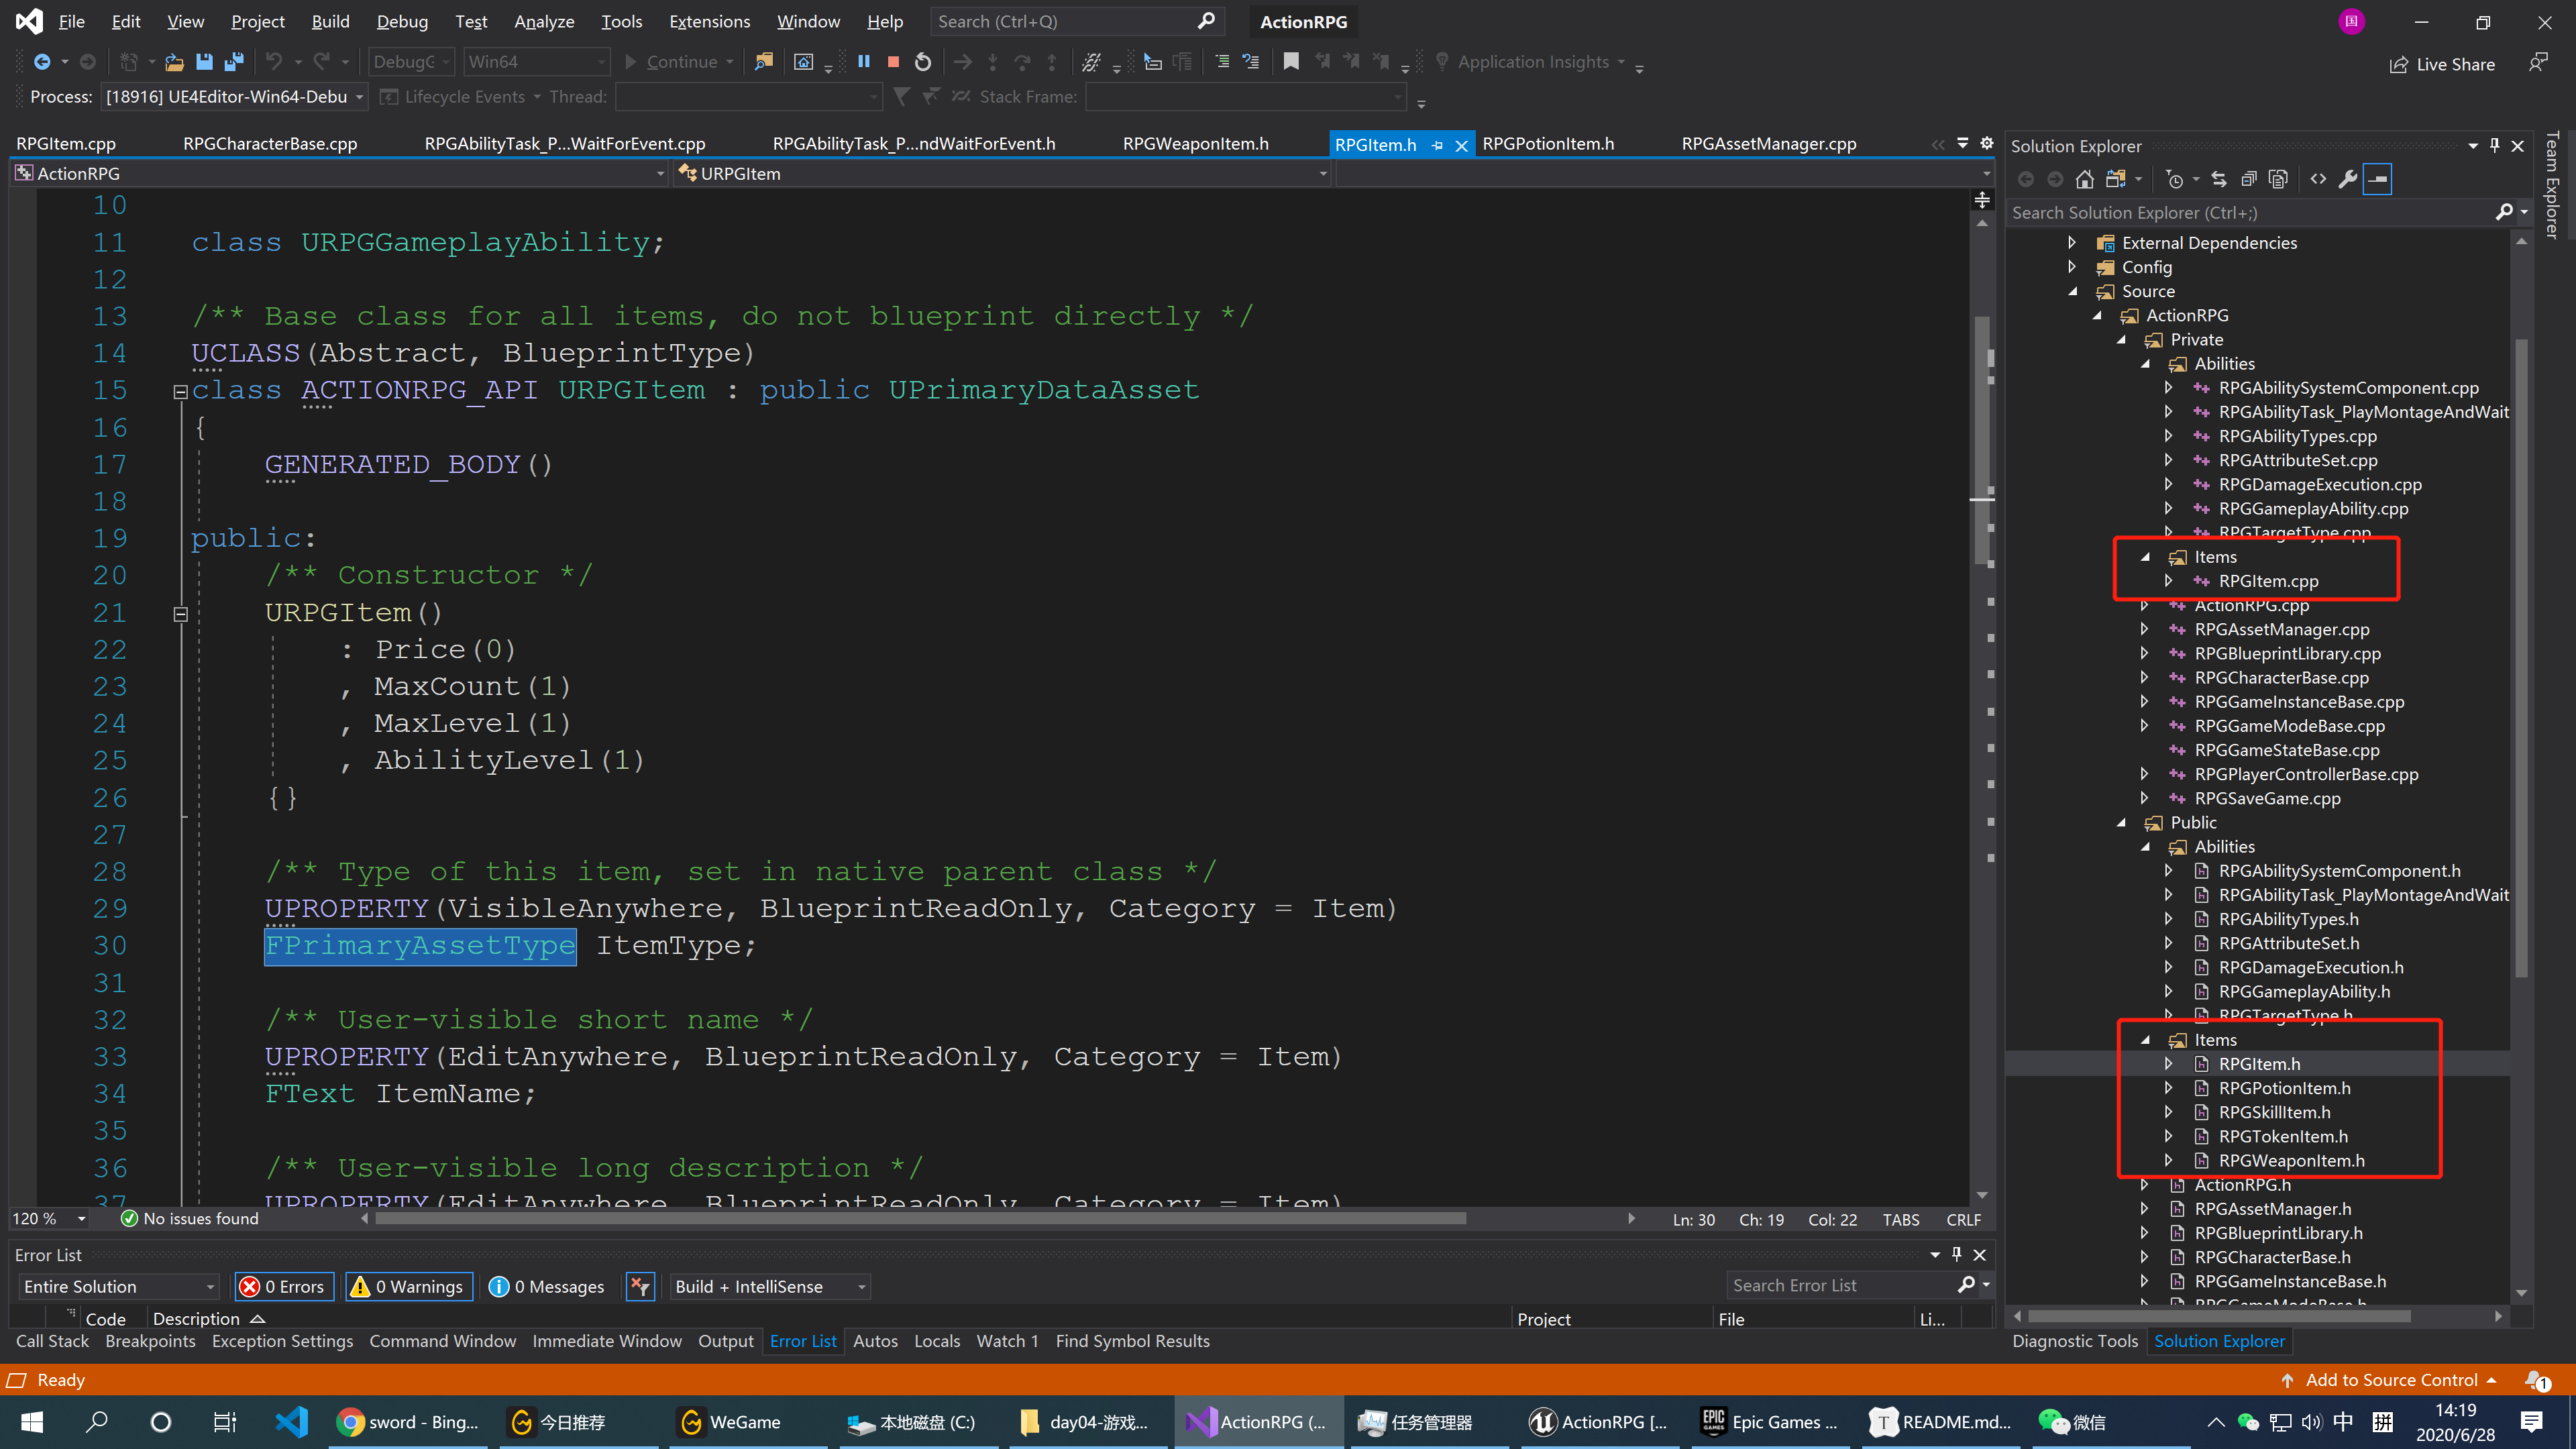 File Edit View Project Build Debug Test Analyze Tools Extensions Window Help Search (Ctrl+Q) ActionRPG 国
Win64 Continue Application Insights Live Share
Process: [18916] UE4Editor-Win64-Debu Lifecycle Events Thread: Stack Frame:
RPGItem.cpp RPGCharacterBase.cpp RPGAbilityTask_P...WaitForEvent.cpp RPGAbilityTask_P...ndWaitForEvent.h RPGWeaponItem.h RPGItem.h RPGPotionItem.h RPGAssetManager.cpp
ActionRPG URPGItem
10
11 class URPGGameplayAbility;
12
13 /** Base class for all items, do not blueprint directly */
14 UCLASS(Abstract, BlueprintType)
15 class ACTIONRPG_API URPGItem : public UPrimaryDataAsset
16 {
17 GENERATED_BODY()
18
19 public:
20 /** Constructor */
21 URPGItem()
22 : Price(0)
23 , MaxCount(1)
24 , MaxLevel(1)
25 , AbilityLevel(1)
26 {}
27
28 /** Type of this item, set in native parent class */
29 UPROPERTY(VisibleAnywhere, BlueprintReadOnly, Category = Item)
30 FPrimaryAssetType ItemType;
31
32 /** User-visible short name */
33 UPROPERTY(EditAnywhere, BlueprintReadOnly, Category = Item)
34 FText ItemName;
35
36 /** User-visible long description */
37 UPROPERTY(EditAnywhere, BlueprintReadOnly, Category = Item)
120 % No issues found Ln: 30 Ch: 19 Col: 22 TABS CRLF
Error List
Entire Solution 0 Errors 0 Warnings 0 Messages Build + IntelliSense Search Error List
Code Description Project File Li...
Call Stack Breakpoints Exception Settings Command Window Immediate Window Output Error List Autos Locals Watch 1 Find Symbol Results
Solution Explorer
Search Solution Explorer (Ctrl+;)
External Dependencies
Config
Source
ActionRPG
Private
Abilities
RPGAbilitySystemComponent.cpp
RPGAbilityTask_PlayMontageAndWait
RPGAbilityTypes.cpp
RPGAttributeSet.cpp
RPGDamageExecution.cpp
RPGGameplayAbility.cpp
RPGTargetType.cpp
Items
RPGItem.cpp
ActionRPG.cpp
RPGAssetManager.cpp
RPGBlueprintLibrary.cpp
RPGCharacterBase.cpp
RPGGameInstanceBase.cpp
RPGGameModeBase.cpp
RPGGameStateBase.cpp
RPGPlayerControllerBase.cpp
RPGSaveGame.cpp
Public
Abilities
RPGAbilitySystemComponent.h
RPGAbilityTask_PlayMontageAndWait
RPGAbilityTypes.h
RPGAttributeSet.h
RPGDamageExecution.h
RPGGameplayAbility.h
RPGTargetType.h
Items
RPGItem.h
RPGPotionItem.h
RPGSkillItem.h
RPGTokenItem.h
RPGWeaponItem.h
ActionRPG.h
RPGAssetManager.h
RPGBlueprintLibrary.h
RPGCharacterBase.h
RPGGameInstanceBase.h
RPGGameModeBase.h
Diagnostic Tools Solution Explorer
Team Explorer
Ready Add to Source Control 1
sword - Bing... 今日推荐 WeGame 本地磁盘 (C:) day04-游戏... ActionRPG (... 任务管理器 ActionRPG [... Epic Games ... README.md... 微信 中 拼 14:19
2020/6/28